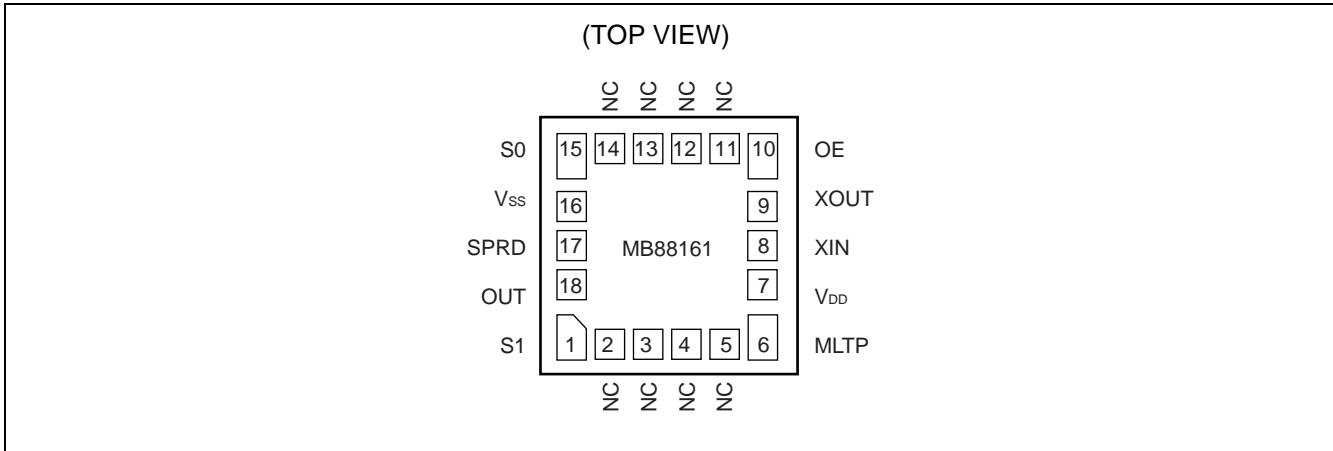 (TOP VIEW)
NC NC NC NC
S0 15 14 13 12 11 10 OE
VSS 16 9 XOUT
SPRD 17 MB88161 8 XIN
OUT 18 7 VDD
S1 1 2 3 4 5 6 MLTP
NC NC NC NC